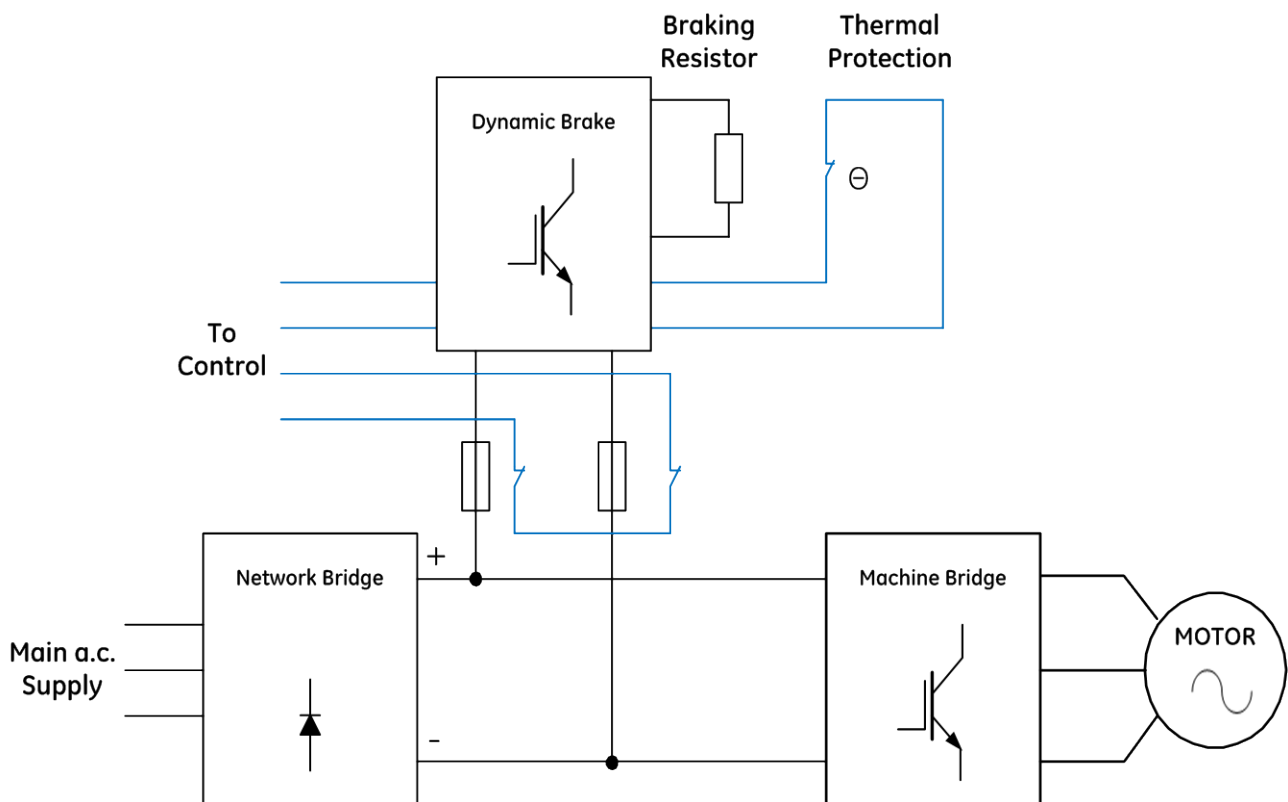 Braking
Resistor
Thermal
Protection
Dynamic Brake
Θ
To
Control
+
Network Bridge
Machine Bridge
Main a.c.
Supply
MOTOR
-